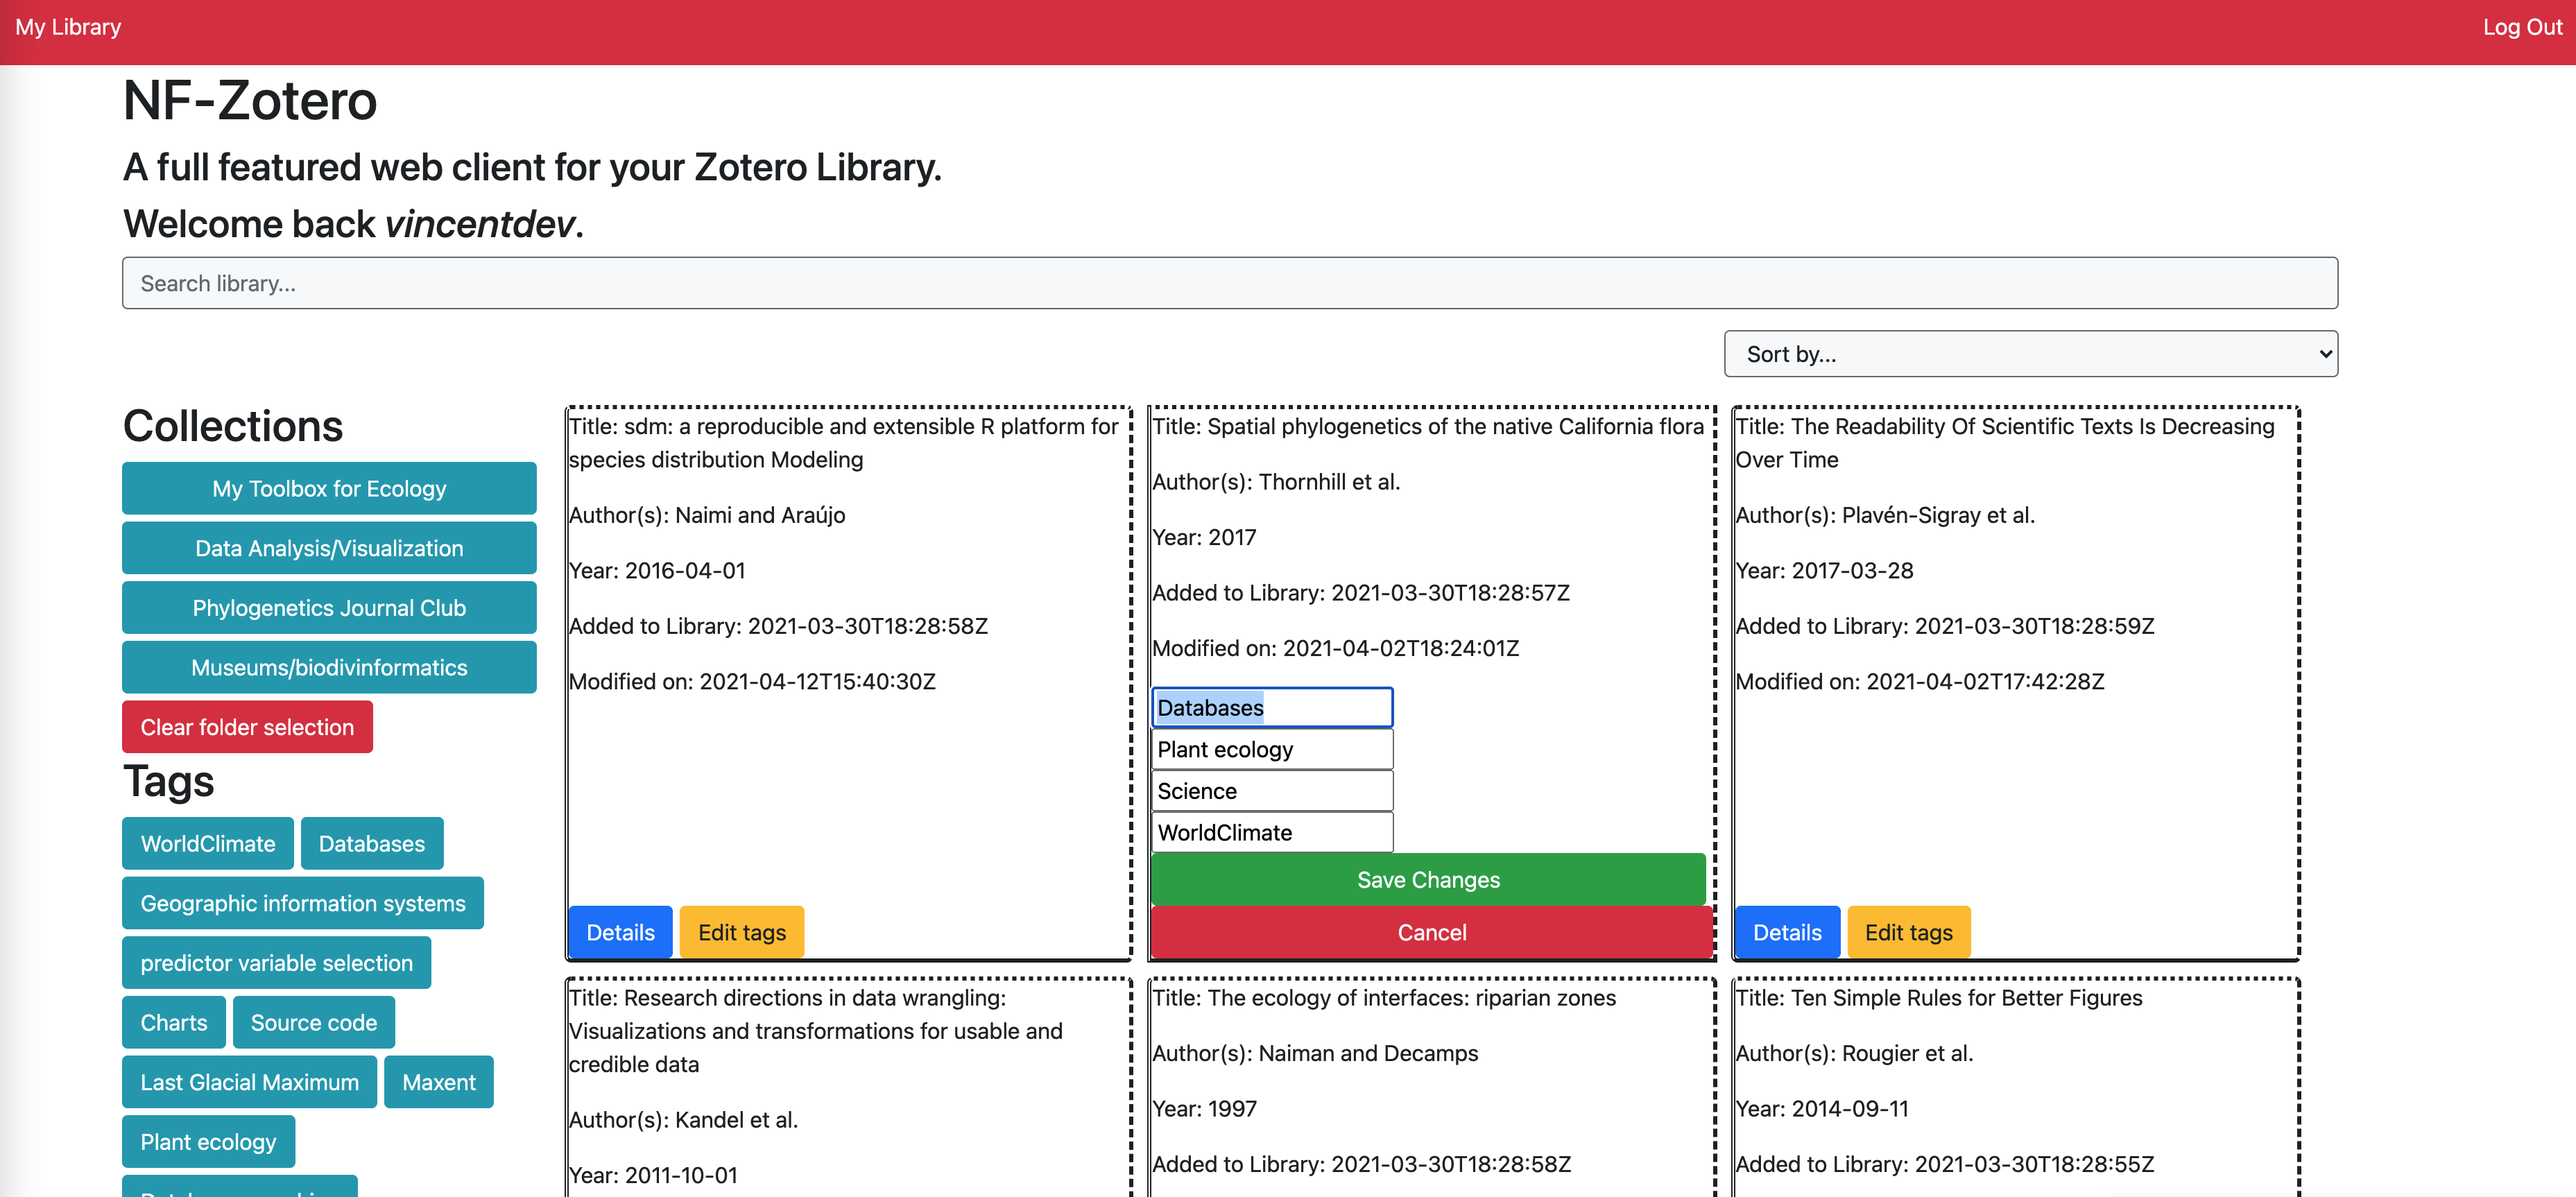 My Library
Log Out
NF-Zotero
A full featured web client for your Zotero Library.
Welcome back vincentdev.
Search library...
Sort by...
Collections
My Toolbox for Ecology
Data Analysis/Visualization
Phylogenetics Journal Club
Museums/biodivinformatics
Clear folder selection
Tags
WorldClimate
Databases
Geographic information systems
predictor variable selection
Charts
Source code
Last Glacial Maximum
Maxent
Plant ecology
Title: sdm: a reproducible and extensible R platform for
species distribution Modeling
Author(s): Naimi and Araújo
Year: 2016-04-01
Added to Library: 2021-03-30T18:28:58Z
Modified on: 2021-04-12T15:40:30Z
Details
Edit tags
Title: Spatial phylogenetics of the native California flora
Author(s): Thornhill et al.
Year: 2017
Added to Library: 2021-03-30T18:28:57Z
Modified on: 2021-04-02T18:24:01Z
Databases
Plant ecology
Science
WorldClimate
Save Changes
Cancel
Title: The Readability Of Scientific Texts Is Decreasing
Over Time
Author(s): Plavén-Sigray et al.
Year: 2017-03-28
Added to Library: 2021-03-30T18:28:59Z
Modified on: 2021-04-02T17:42:28Z
Details
Edit tags
Title: Research directions in data wrangling:
Visualizations and transformations for usable and
credible data
Author(s): Kandel et al.
Year: 2011-10-01
Title: The ecology of interfaces: riparian zones
Author(s): Naiman and Decamps
Year: 1997
Added to Library: 2021-03-30T18:28:58Z
Title: Ten Simple Rules for Better Figures
Author(s): Rougier et al.
Year: 2014-09-11
Added to Library: 2021-03-30T18:28:55Z